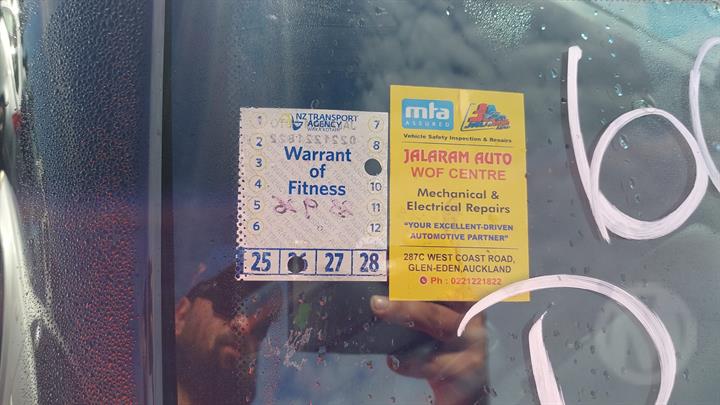 NZ TRANSPORT
AGENCY
WAKA KOTAHI
1 7
2 8
3
4 10
5 11
6 12
Warrant
of
Fitness
25 27 28
mta
ASSURED
Vehicle Safety Inspection & Repairs
JALARAM AUTO
WOF CENTRE
Mechanical &
Electrical Repairs
"YOUR EXCELLENT-DRIVEN
AUTOMOTIVE PARTNER"
287C WEST COAST ROAD,
GLEN-EDEN, AUCKLAND
Ph : 0221221822